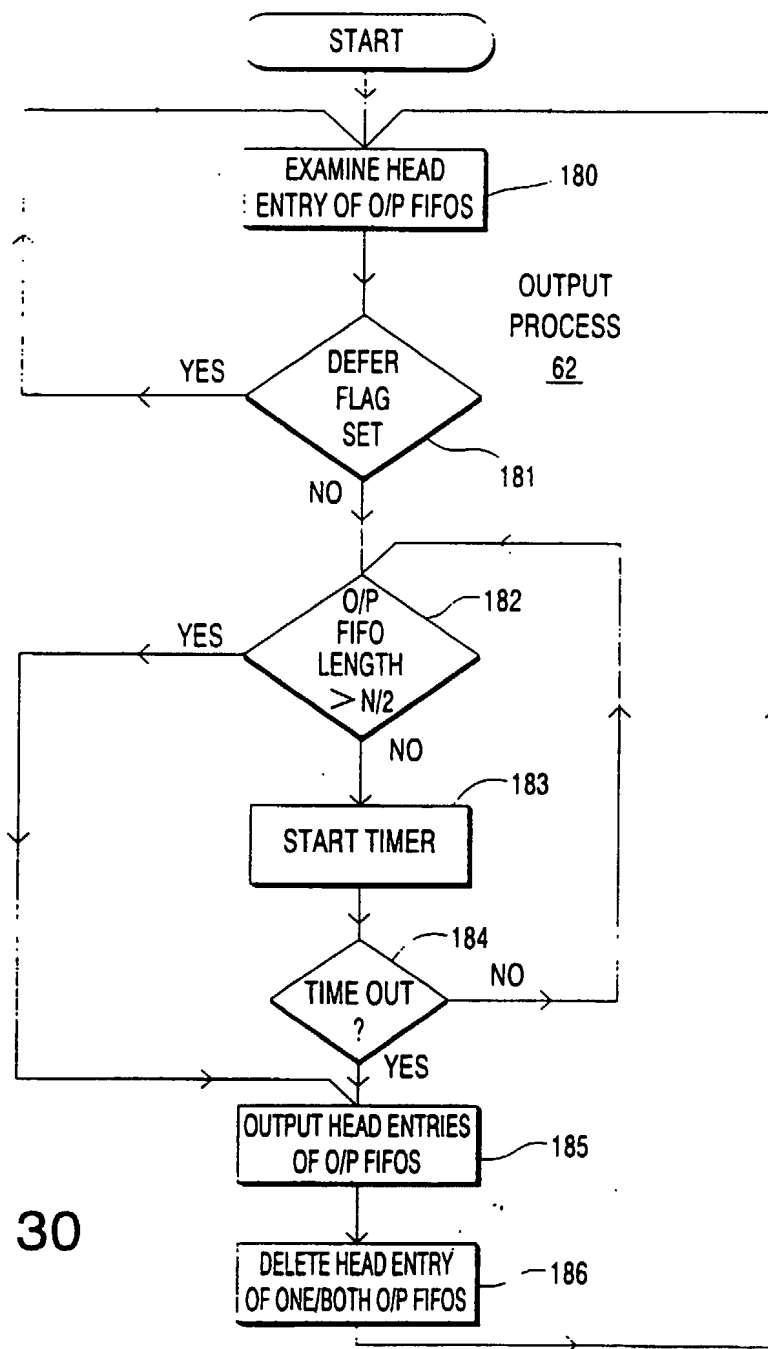 START
EXAMINE HEAD
ENTRY OF O/P FIFOS
180
OUTPUT
PROCESS
62
YES
DEFER
FLAG
SET
181
NO
O/P
FIFO
LENGTH
> N/2
182
YES
NO
183
START TIMER
184
TIME OUT
?
NO
YES
OUTPUT HEAD ENTRIES
OF O/P FIFOS
185
30
DELETE HEAD ENTRY
OF ONE/BOTH O/P FIFOS
186